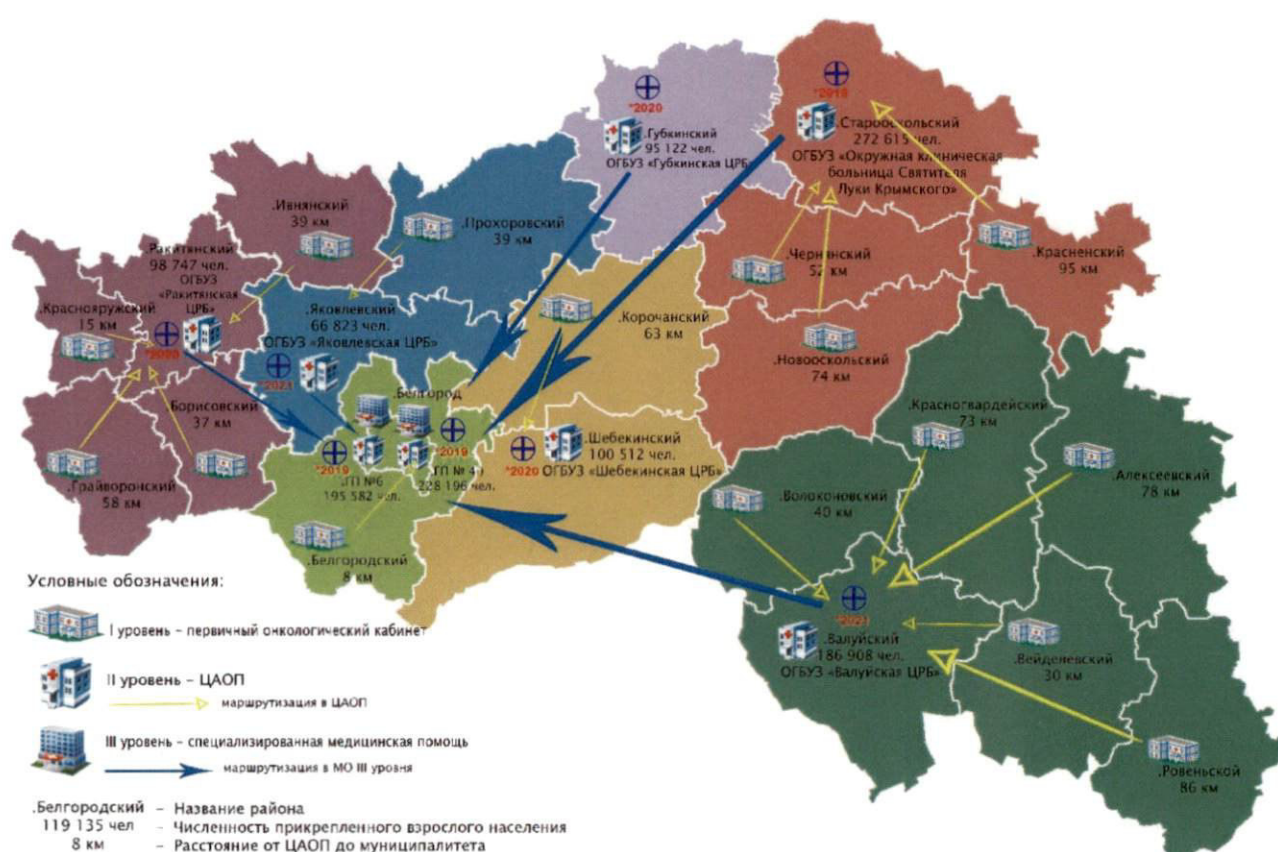 *2020
.Губкинский
95 122 чел.
ОГБУЗ «Губкинская ЦРБ»
*2018
.Старооскольский
272 615 чел.
ОГБУЗ «Окружная клиническая
больница Святителя
Луки Крымского»
.Ивнянский
39 км
.Прохоровский
39 км
Ракитянский
98 747 чел.
ОГБУЗ
«Ракитянская
ЦРБ»
.Чернянский
52 км
.Красненский
95 км
.Краснояружский
15 км
*2020
.Яковлевский
66 823 чел.
ОГБУЗ «Яковлевская ЦРБ»
.Корочанский
63 км
.Новооскольский
74 км
*2021
.Белгород
.Борисовский
37 км
.Красногвардейский
73 км
*2019
*2019
.ГП №6
195 582 чел.
228 196 чел.
*2020
.Шебекинский
100 512 чел.
ОГБУЗ «Шебекинская ЦРБ»
.Грайворонский
58 км
.Алексеевский
78 км
.Волоконовский
40 км
.Белгородский
8 км
*2021
.Валуйский
186 908 чел.
ОГБУЗ «Валуйская ЦРБ»
.Вейделевский
30 км
.Ровеньской
86 км
Условные обозначения:
I уровень – первичный онкологический кабинет
II уровень – ЦАОП
маршрутизация в ЦАОП
III уровень – специализированная медицинская помощь
маршрутизация в МО III уровня
.Белгородский – Название района
119 135 чел – Численность прикрепленного взрослого населения
8 км – Расстояние от ЦАОП до муниципалитета